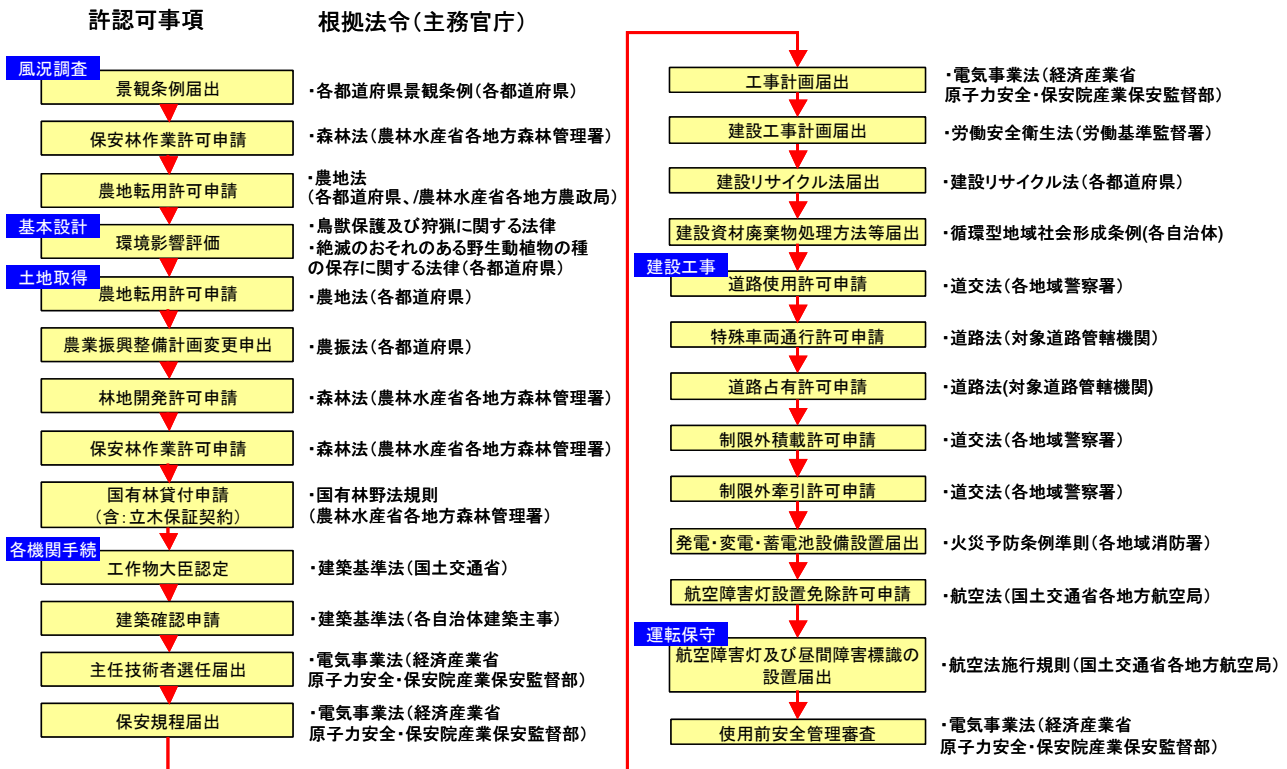 許認可事項
根拠法令(主務官庁)
風況調査
景観条例届出
・各都道府県景観条例(各都道府県)
保安林作業許可申請
・森林法(農林水産省各地方森林管理署)
農地転用許可申請
・農地法
(各都道府県、/農林水産省各地方農政局)
基本設計
環境影響評価
・鳥獣保護及び狩猟に関する法律
・絶滅のおそれのある野生動植物の種
の保存に関する法律(各都道府県)
土地取得
農地転用許可申請
・農地法(各都道府県)
農業振興整備計画変更申出
・農振法(各都道府県)
林地開発許可申請
・森林法(農林水産省各地方森林管理署)
保安林作業許可申請
・森林法(農林水産省各地方森林管理署)
国有林貸付申請
(含:立木保証契約)
・国有林野法規則
(農林水産省各地方森林管理署)
各機関手続
工作物大臣認定
・建築基準法(国土交通省)
建築確認申請
・建築基準法(各自治体建築主事)
主任技術者選任届出
・電気事業法(経済産業省
原子力安全・保安院産業保安監督部)
保安規程届出
・電気事業法(経済産業省
原子力安全・保安院産業保安監督部)
工事計画届出
・電気事業法(経済産業省
原子力安全・保安院産業保安監督部)
建設工事計画届出
・労働安全衛生法(労働基準監督署)
建設リサイクル法届出
・建設リサイクル法(各都道府県)
建設資材廃棄物処理方法等届出
・循環型地域社会形成条例(各自治体)
建設工事
道路使用許可申請
・道交法(各地域警察署)
特殊車両通行許可申請
・道路法(対象道路管轄機関)
道路占有許可申請
・道路法(対象道路管轄機関)
制限外積載許可申請
・道交法(各地域警察署)
制限外牽引許可申請
・道交法(各地域警察署)
発電・変電・蓄電池設備設置届出
・火災予防条例準則(各地域消防署)
航空障害灯設置免除許可申請
・航空法(国土交通省各地方航空局)
運転保守
航空障害灯及び昼間障害標識の
設置届出
・航空法施行規則(国土交通省各地方航空局)
使用前安全管理審査
・電気事業法(経済産業省
原子力安全・保安院産業保安監督部)